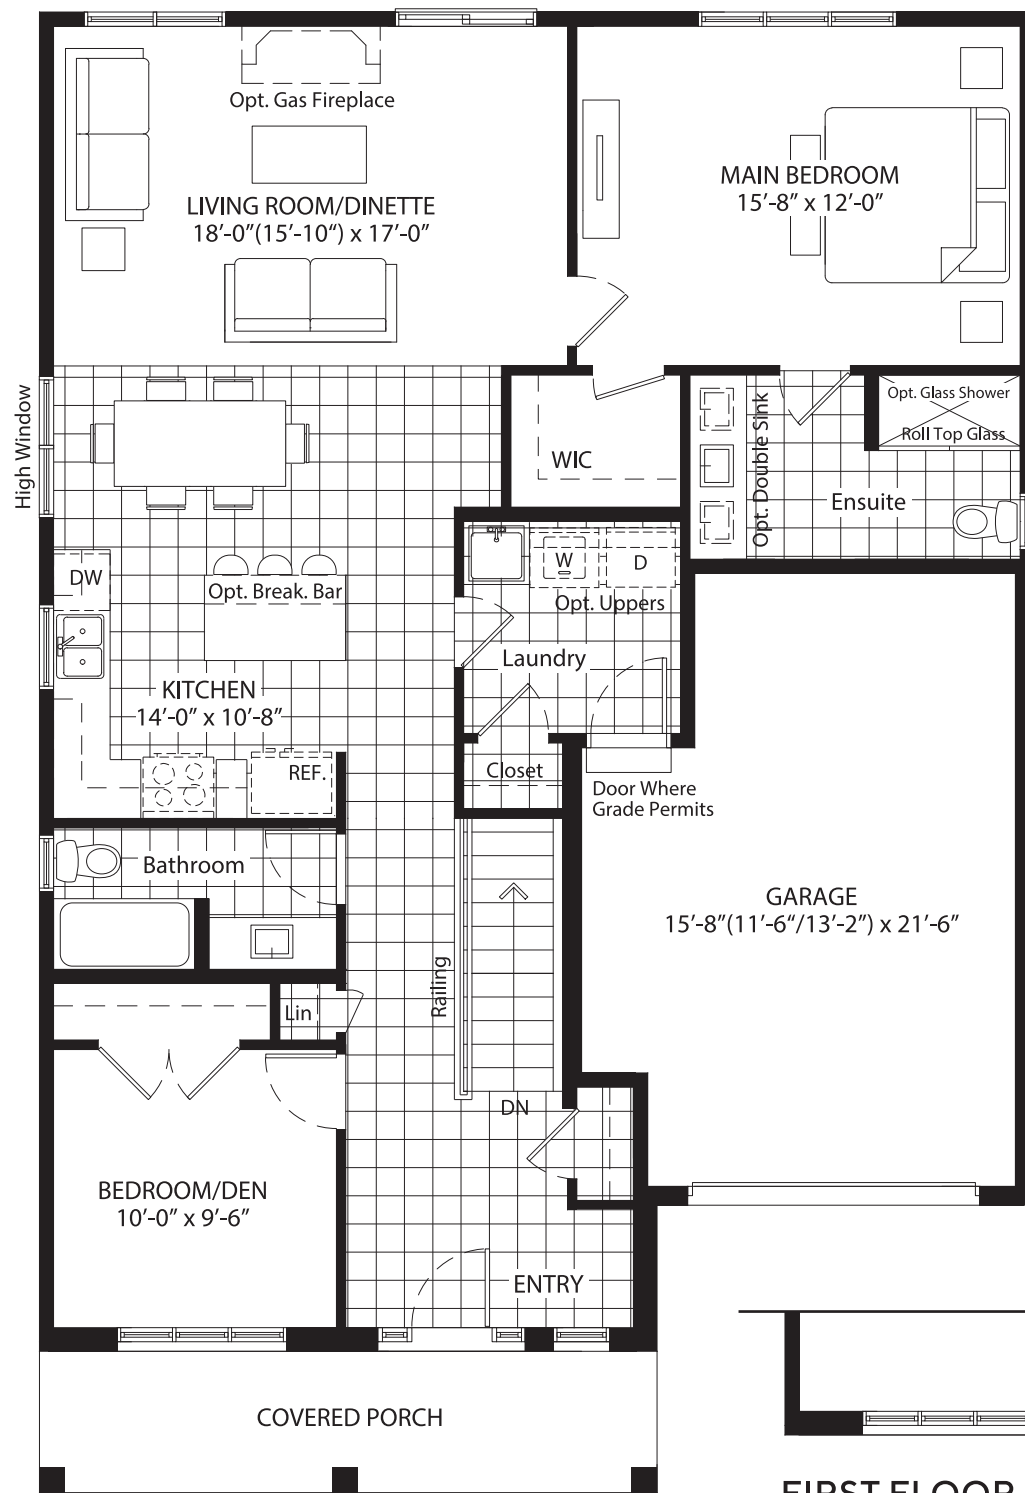 Opt. Gas Fireplace
LIVING ROOM/DINETTE
18’-0”(15’-10“) x 17’-0”
MAIN BEDROOM
15’-8” x 12’-0”
High Window
WIC
Opt. Double Sink
Opt. Glass Shower
Roll Top Glass
Ensuite
DW
Opt. Break. Bar
W
D
Opt. Uppers
Laundry
KITCHEN
14’-0” x 10’-8”
REF.
Closet
Door Where
Grade Permits
Bathroom
GARAGE
15’-8”(11’-6“/13’-2”) x 21’-6”
Railing
Lin
DN
BEDROOM/DEN
10’-0” x 9’-6”
ENTRY
COVERED PORCH
FIRST FLOOR